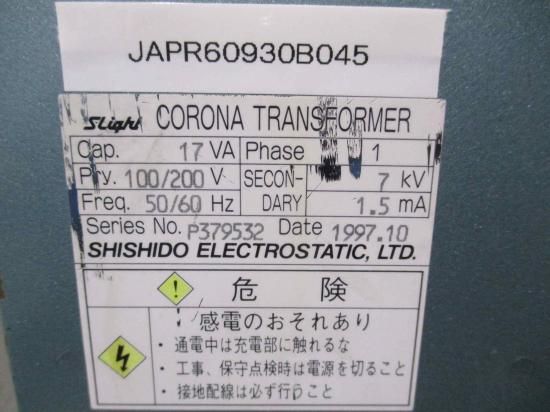 JAPR60930B045
Slight CORONA TRANSFORMER
Cap. 17 VA Phase 1
Pry. 100/200 V SECON-DARY 7 kV
Freq. 50/60 Hz 1.5 mA
Series No. P379532 Date 1997.10
SHISHIDO ELECTROSTATIC, LTD.
危 険
感電のおそれあり
・通電中は充電部に触れるな
・工事、保守点検時は電源を切ること
・接地配線は必ず行うこと